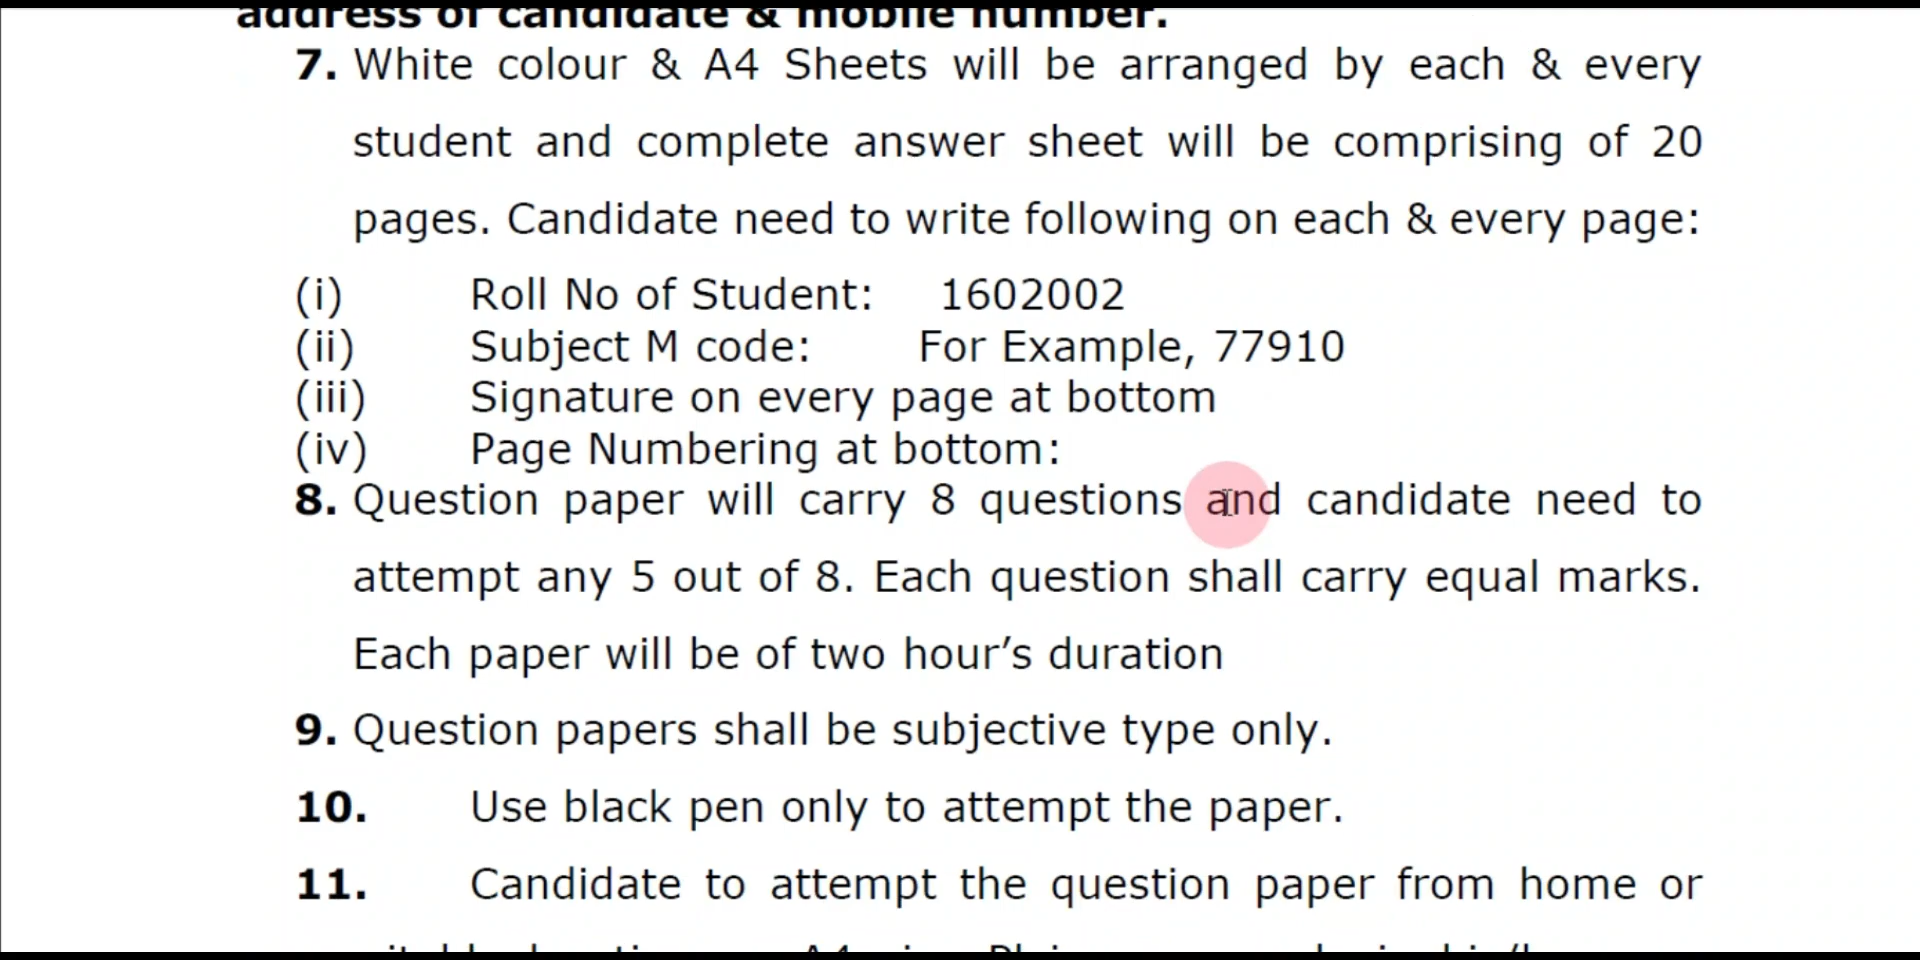 address of candidate & mobile number.
7. White colour & A4 Sheets will be arranged by each & every
student and complete answer sheet will be comprising of 20
pages. Candidate need to write following on each & every page:
(i) Roll No of Student: 1602002
(ii) Subject M code: For Example, 77910
(iii) Signature on every page at bottom
(iv) Page Numbering at bottom:
8. Question paper will carry 8 questions and candidate need to
attempt any 5 out of 8. Each question shall carry equal marks.
Each paper will be of two hour’s duration
9. Question papers shall be subjective type only.
10. Use black pen only to attempt the paper.
11. Candidate to attempt the question paper from home or